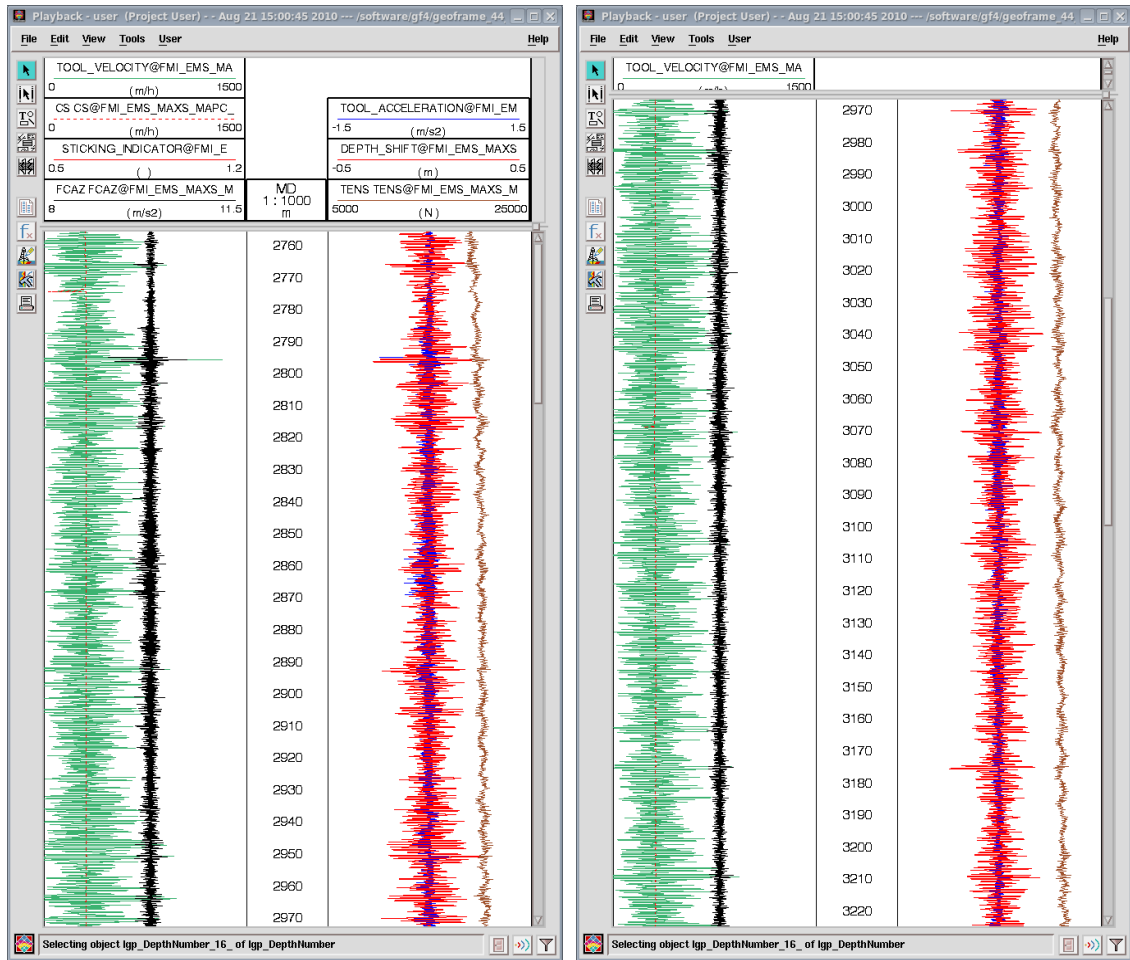 Playback - user (Project User) - - Aug 21 15:00:45 2010 --- /software/gf4/geoframe_44
File Edit View Tools User Help
TOOL_VELOCITY@FMI_EMS_MA
0 (m/h) 1500
CS CS@FMI_EMS_MAXS_MAPC_
0 (m/h) 1500
STICKING_INDICATOR@FMI_E
0.5 ( ) 1.2
FCAZ FCAZ@FMI_EMS_MAXS_M
8 (m/s2) 11.5
MD
1 : 1000
m
TOOL_ACCELERATION@FMI_EM
-1.5 (m/s2) 1.5
DEPTH_SHIFT@FMI_EMS_MAXS
-0.5 (m) 0.5
TENS TENS@FMI_EMS_MAXS_M
5000 (N) 25000
2760
2770
2780
2790
2800
2810
2820
2830
2840
2850
2860
2870
2880
2890
2900
2910
2920
2930
2940
2950
2960
2970
Selecting object lgp_DepthNumber_16_ of lgp_DepthNumber
Playback - user (Project User) - - Aug 21 15:00:45 2010 --- /software/gf4/geoframe_44
File Edit View Tools User Help
TOOL_VELOCITY@FMI_EMS_MA
0 (m/h) 1500
2970
2980
2990
3000
3010
3020
3030
3040
3050
3060
3070
3080
3090
3100
3110
3120
3130
3140
3150
3160
3170
3180
3190
3200
3210
3220
Selecting object lgp_DepthNumber_16_ of lgp_DepthNumber